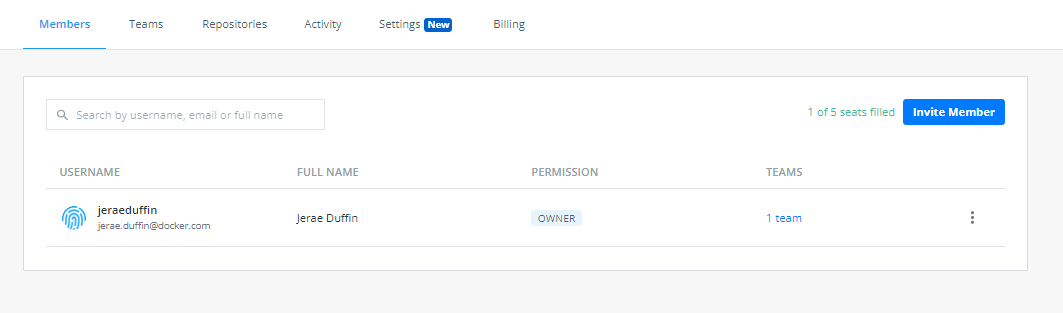 Members Teams Repositories Activity Settings New Billing
Search by username, email or full name 1 of 5 seats filled Invite Member
USERNAME FULL NAME PERMISSION TEAMS
jeraeduffin
jerae.duffin@docker.com Jerae Duffin OWNER 1 team